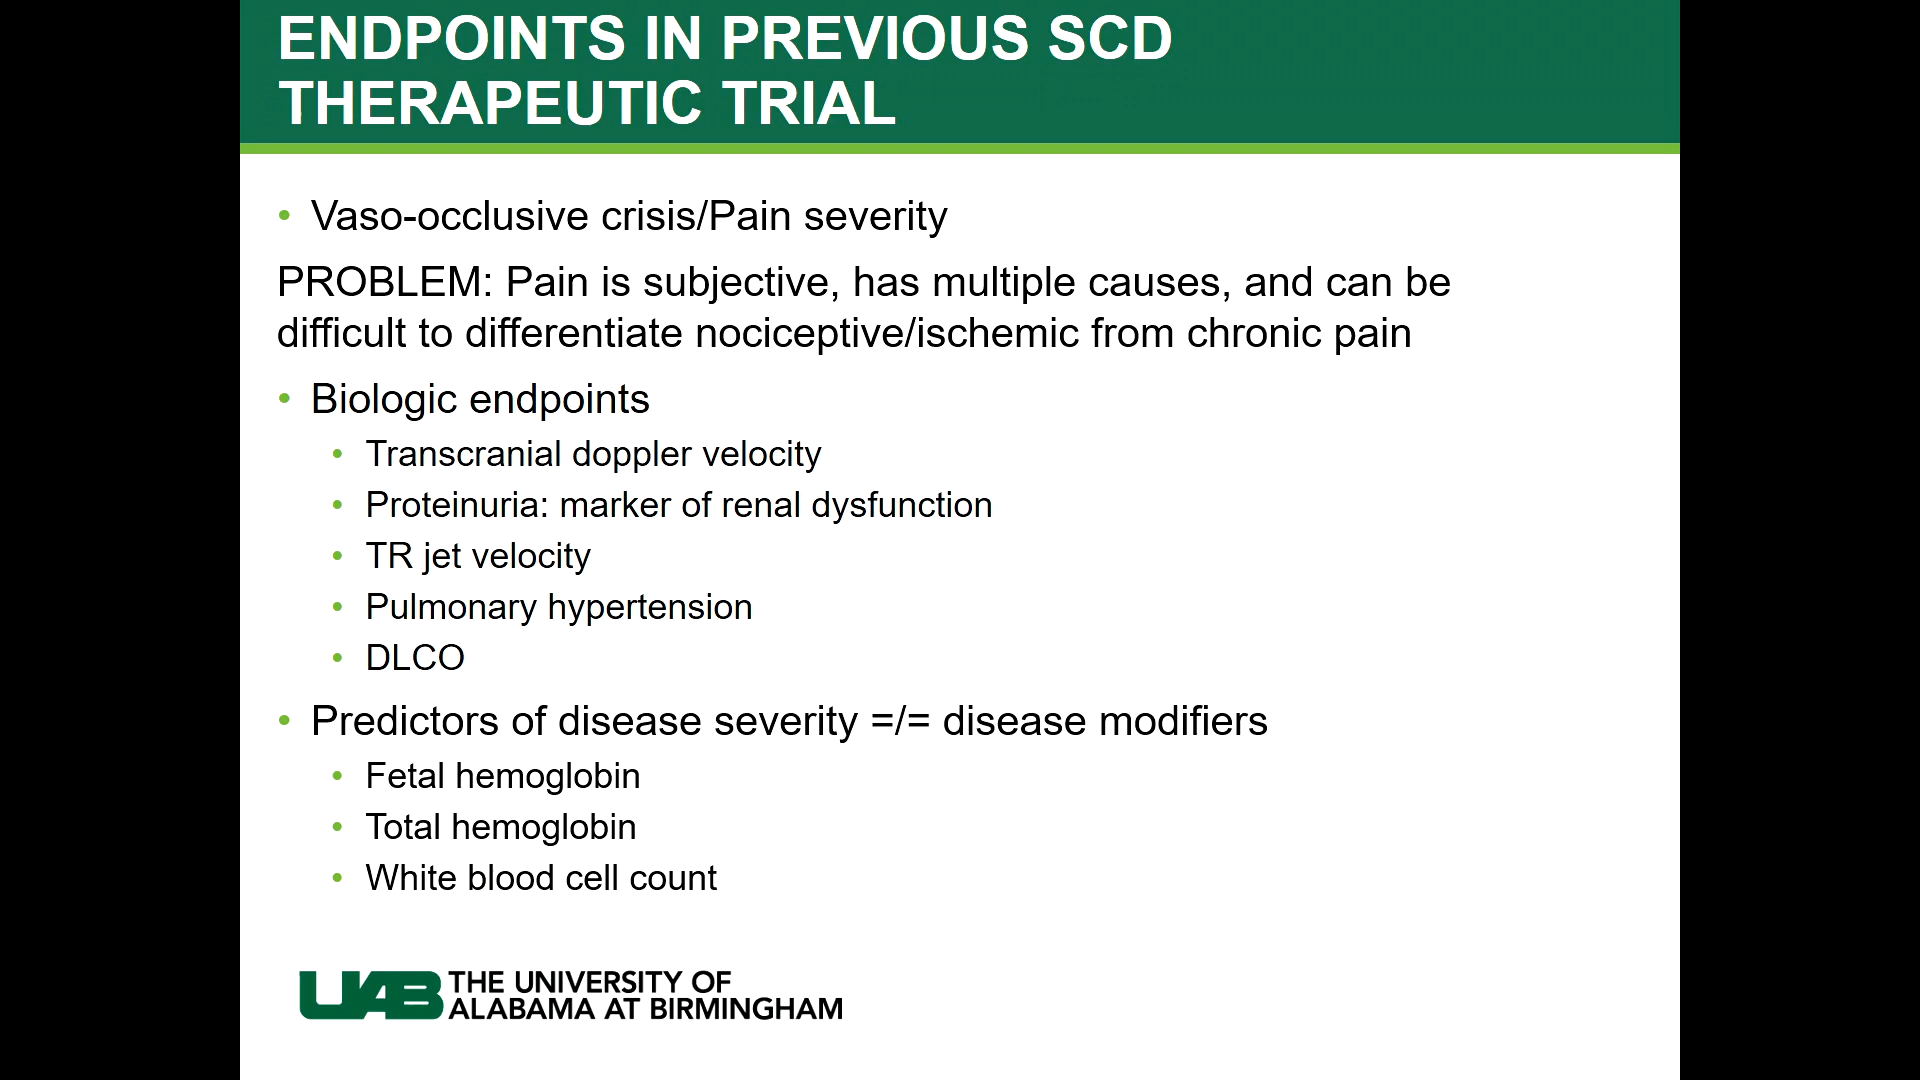 ENDPOINTS IN PREVIOUS SCD
THERAPEUTIC TRIAL
• Vaso-occlusive crisis/Pain severity
PROBLEM: Pain is subjective, has multiple causes, and can be
difficult to differentiate nociceptive/ischemic from chronic pain
• Biologic endpoints
• Transcranial doppler velocity
• Proteinuria: marker of renal dysfunction
• TR jet velocity
• Pulmonary hypertension
• DLCO
• Predictors of disease severity =/= disease modifiers
• Fetal hemoglobin
• Total hemoglobin
• White blood cell count
UAB THE UNIVERSITY OF
ALABAMA AT BIRMINGHAM